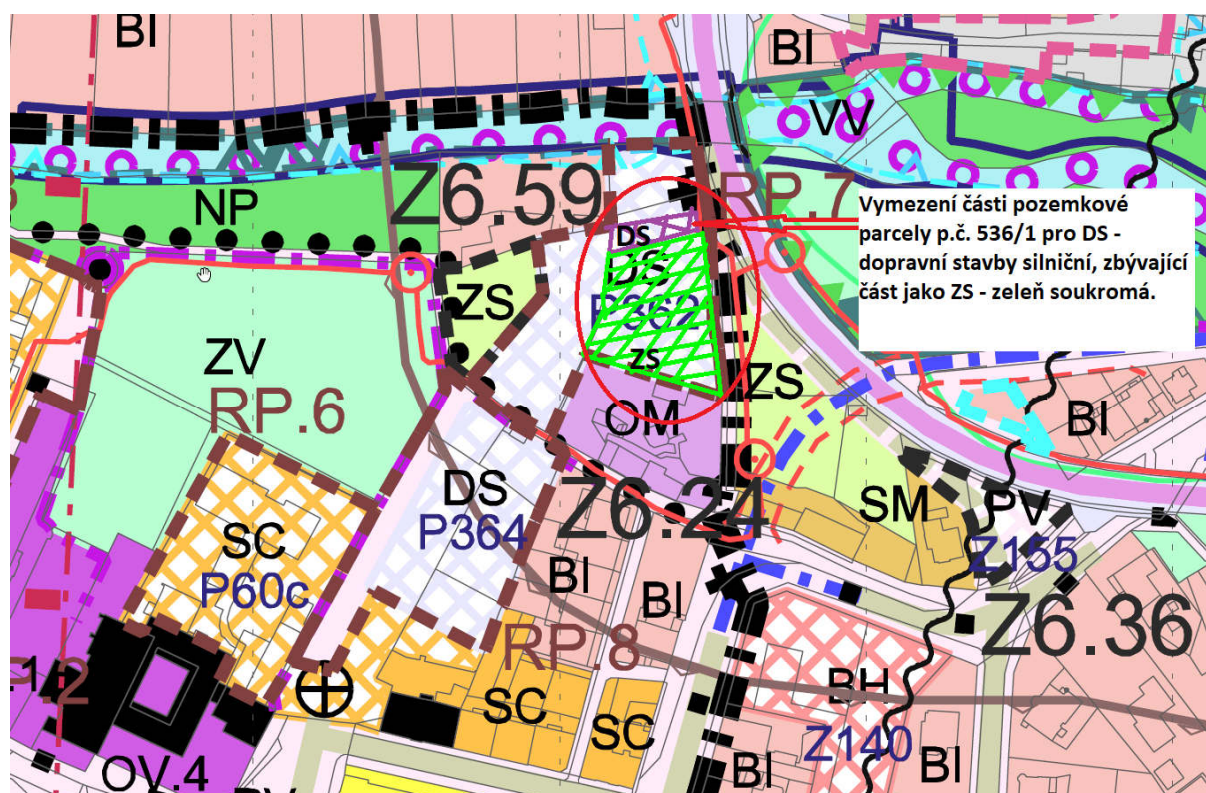 BI
BI
VV
NP
Z6.59
RP.7
Vymezení části pozemkové
parcely p.č. 536/1 pro DS -
dopravní stavby silniční, zbývající
část jako ZS - zeleň soukromá.
DS
DS
ZS
P362
ZV
ZS
ZS
RP.6
OM
BI
DS
SM
PV
P364
Z6.24
SC
Z155
P60c
BI
BI
Z6.36
RP.8
BH
SC
SC
Z140
BI
BI
OV.4